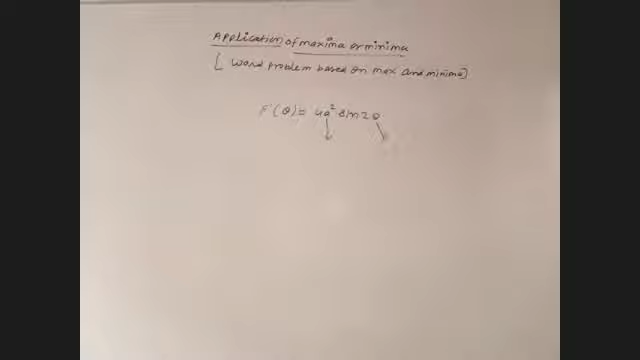 Application of maxima or minima
[ word problem based on max and minima]
F(θ) = 4a² sin2θ